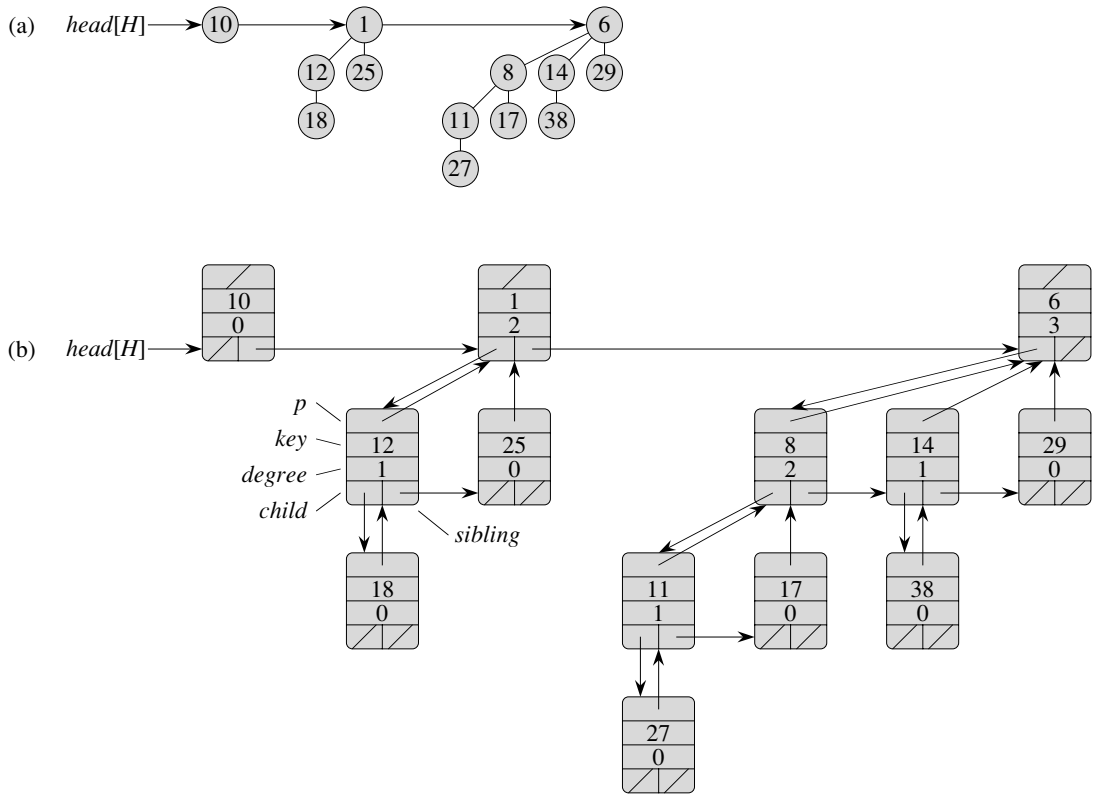 (a) head[H] 10 1 6
12 25 8 14 29
18 11 17 38
27
10 1 6
0 2 3
(b) head[H]
p
key 12 25 8 14 29
degree 1 0 2 1 0
child
sibling
18 11 17 38
0 1 0 0
27
0